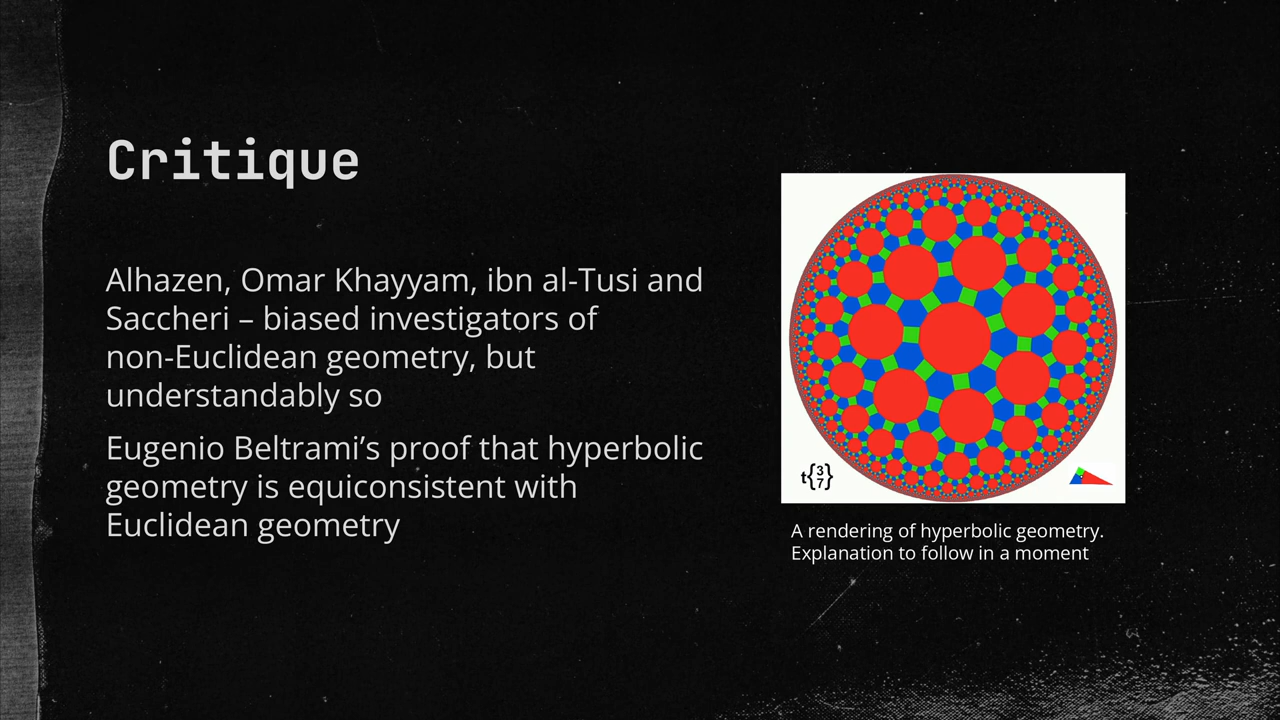 Critique
Alhazen, Omar Khayyam, ibn al-Tusi and
Saccheri – biased investigators of
non-Euclidean geometry, but
understandably so
Eugenio Beltrami’s proof that hyperbolic
geometry is equiconsistent with
Euclidean geometry
t{3 7}
A rendering of hyperbolic geometry.
Explanation to follow in a moment